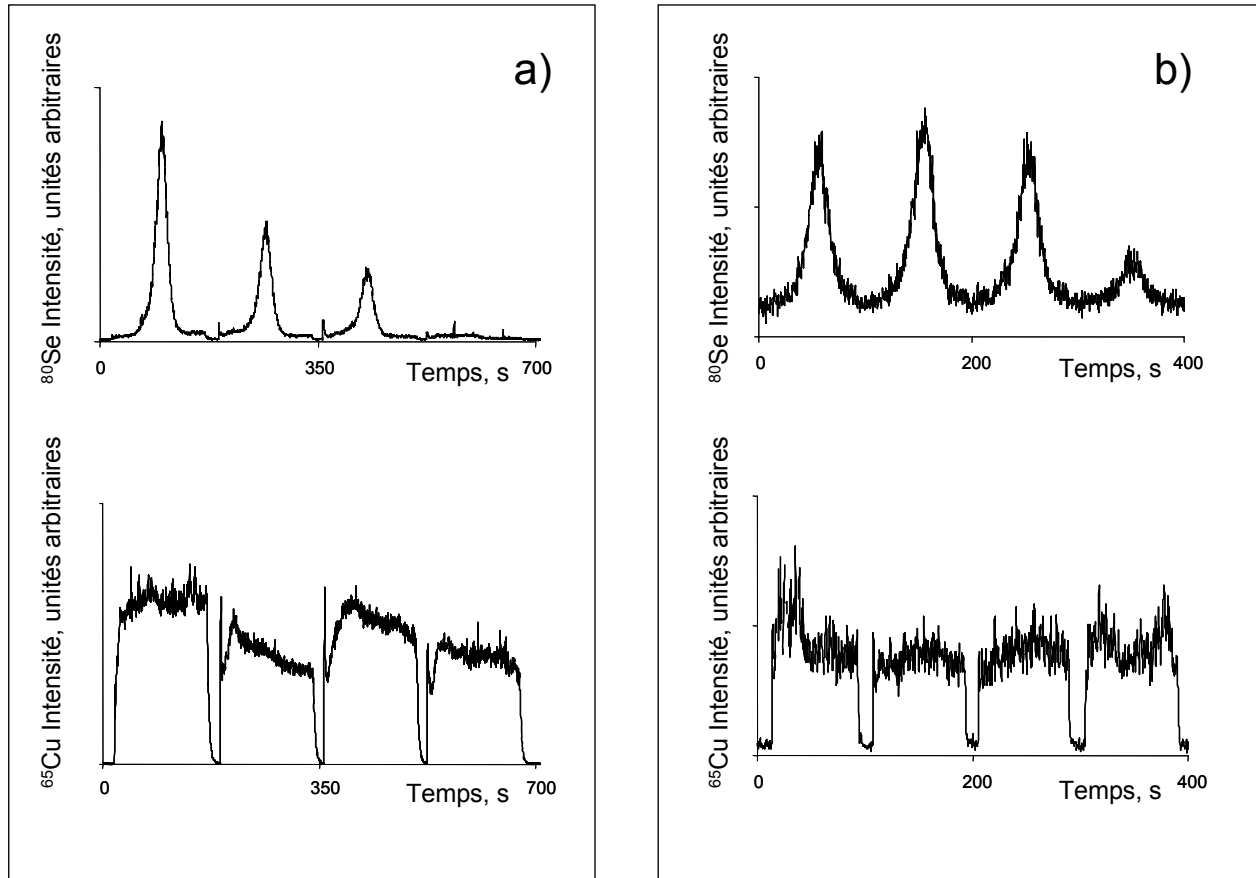 a)
⁸⁰Se Intensité, unités arbitraires
0
350
700
Temps, s
⁶⁵Cu Intensité, unités arbitraires
0
350
700
Temps, s
b)
⁸⁰Se Intensité, unités arbitraires
0
200
400
Temps, s
⁶⁵Cu Intensité, unités arbitraires
0
200
400
Temps, s